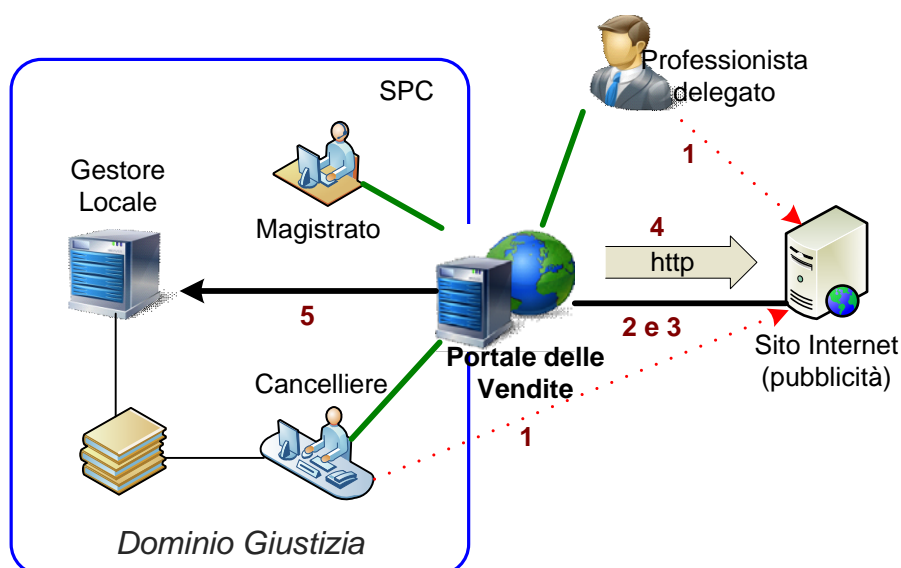 Professionista
delegato
SPC
1
Gestore
Locale
Magistrato
4
http
5
2 e 3
Portale delle
Vendite
Sito Internet
(pubblicità)
Cancelliere
1
Dominio Giustizia